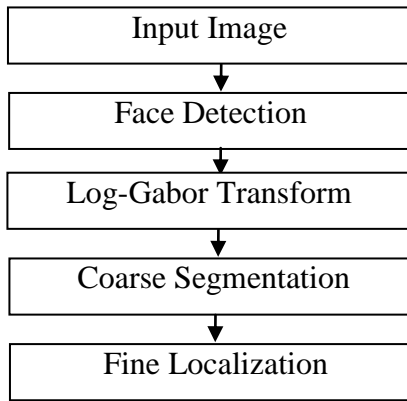 Input Image
Face Detection
Log-Gabor Transform
Coarse Segmentation
Fine Localization